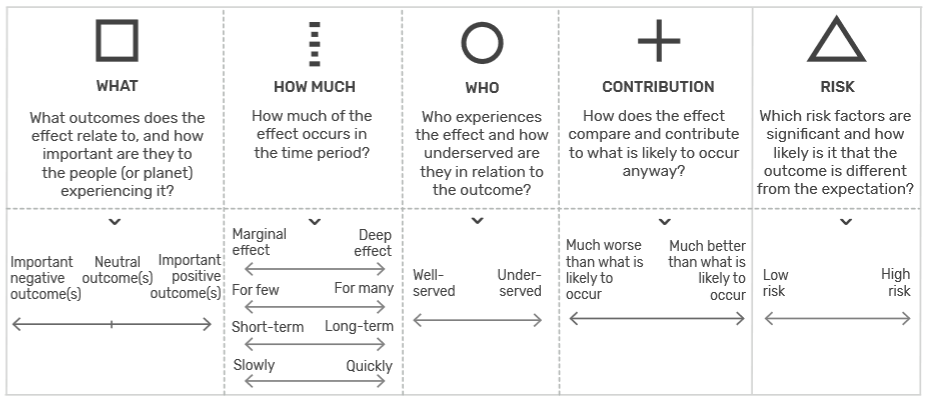 WHAT
What outcomes does the
effect relate to, and how
important are they to
the people (or planet)
experiencing it?
HOW MUCH
How much of the
effect occurs in
the time period?
WHO
Who experiences
the effect and how
underserved are
they in relation to
the outcome?
CONTRIBUTION
How does the effect
compare and contribute
to what is likely to occur
anyway?
RISK
Which risk factors are
significant and how
likely is it that the
outcome is different
from the expectation?
Important
negative
outcome(s)
Neutral
outcome(s)
Important
positive
outcome(s)
Marginal
effect
Deep
effect
For few
For many
Short-term
Long-term
Slowly
Quickly
Well-
served
Under-
served
Much worse
than what is
likely to
occur
Much better
than what is
likely to
occur
Low
risk
High
risk